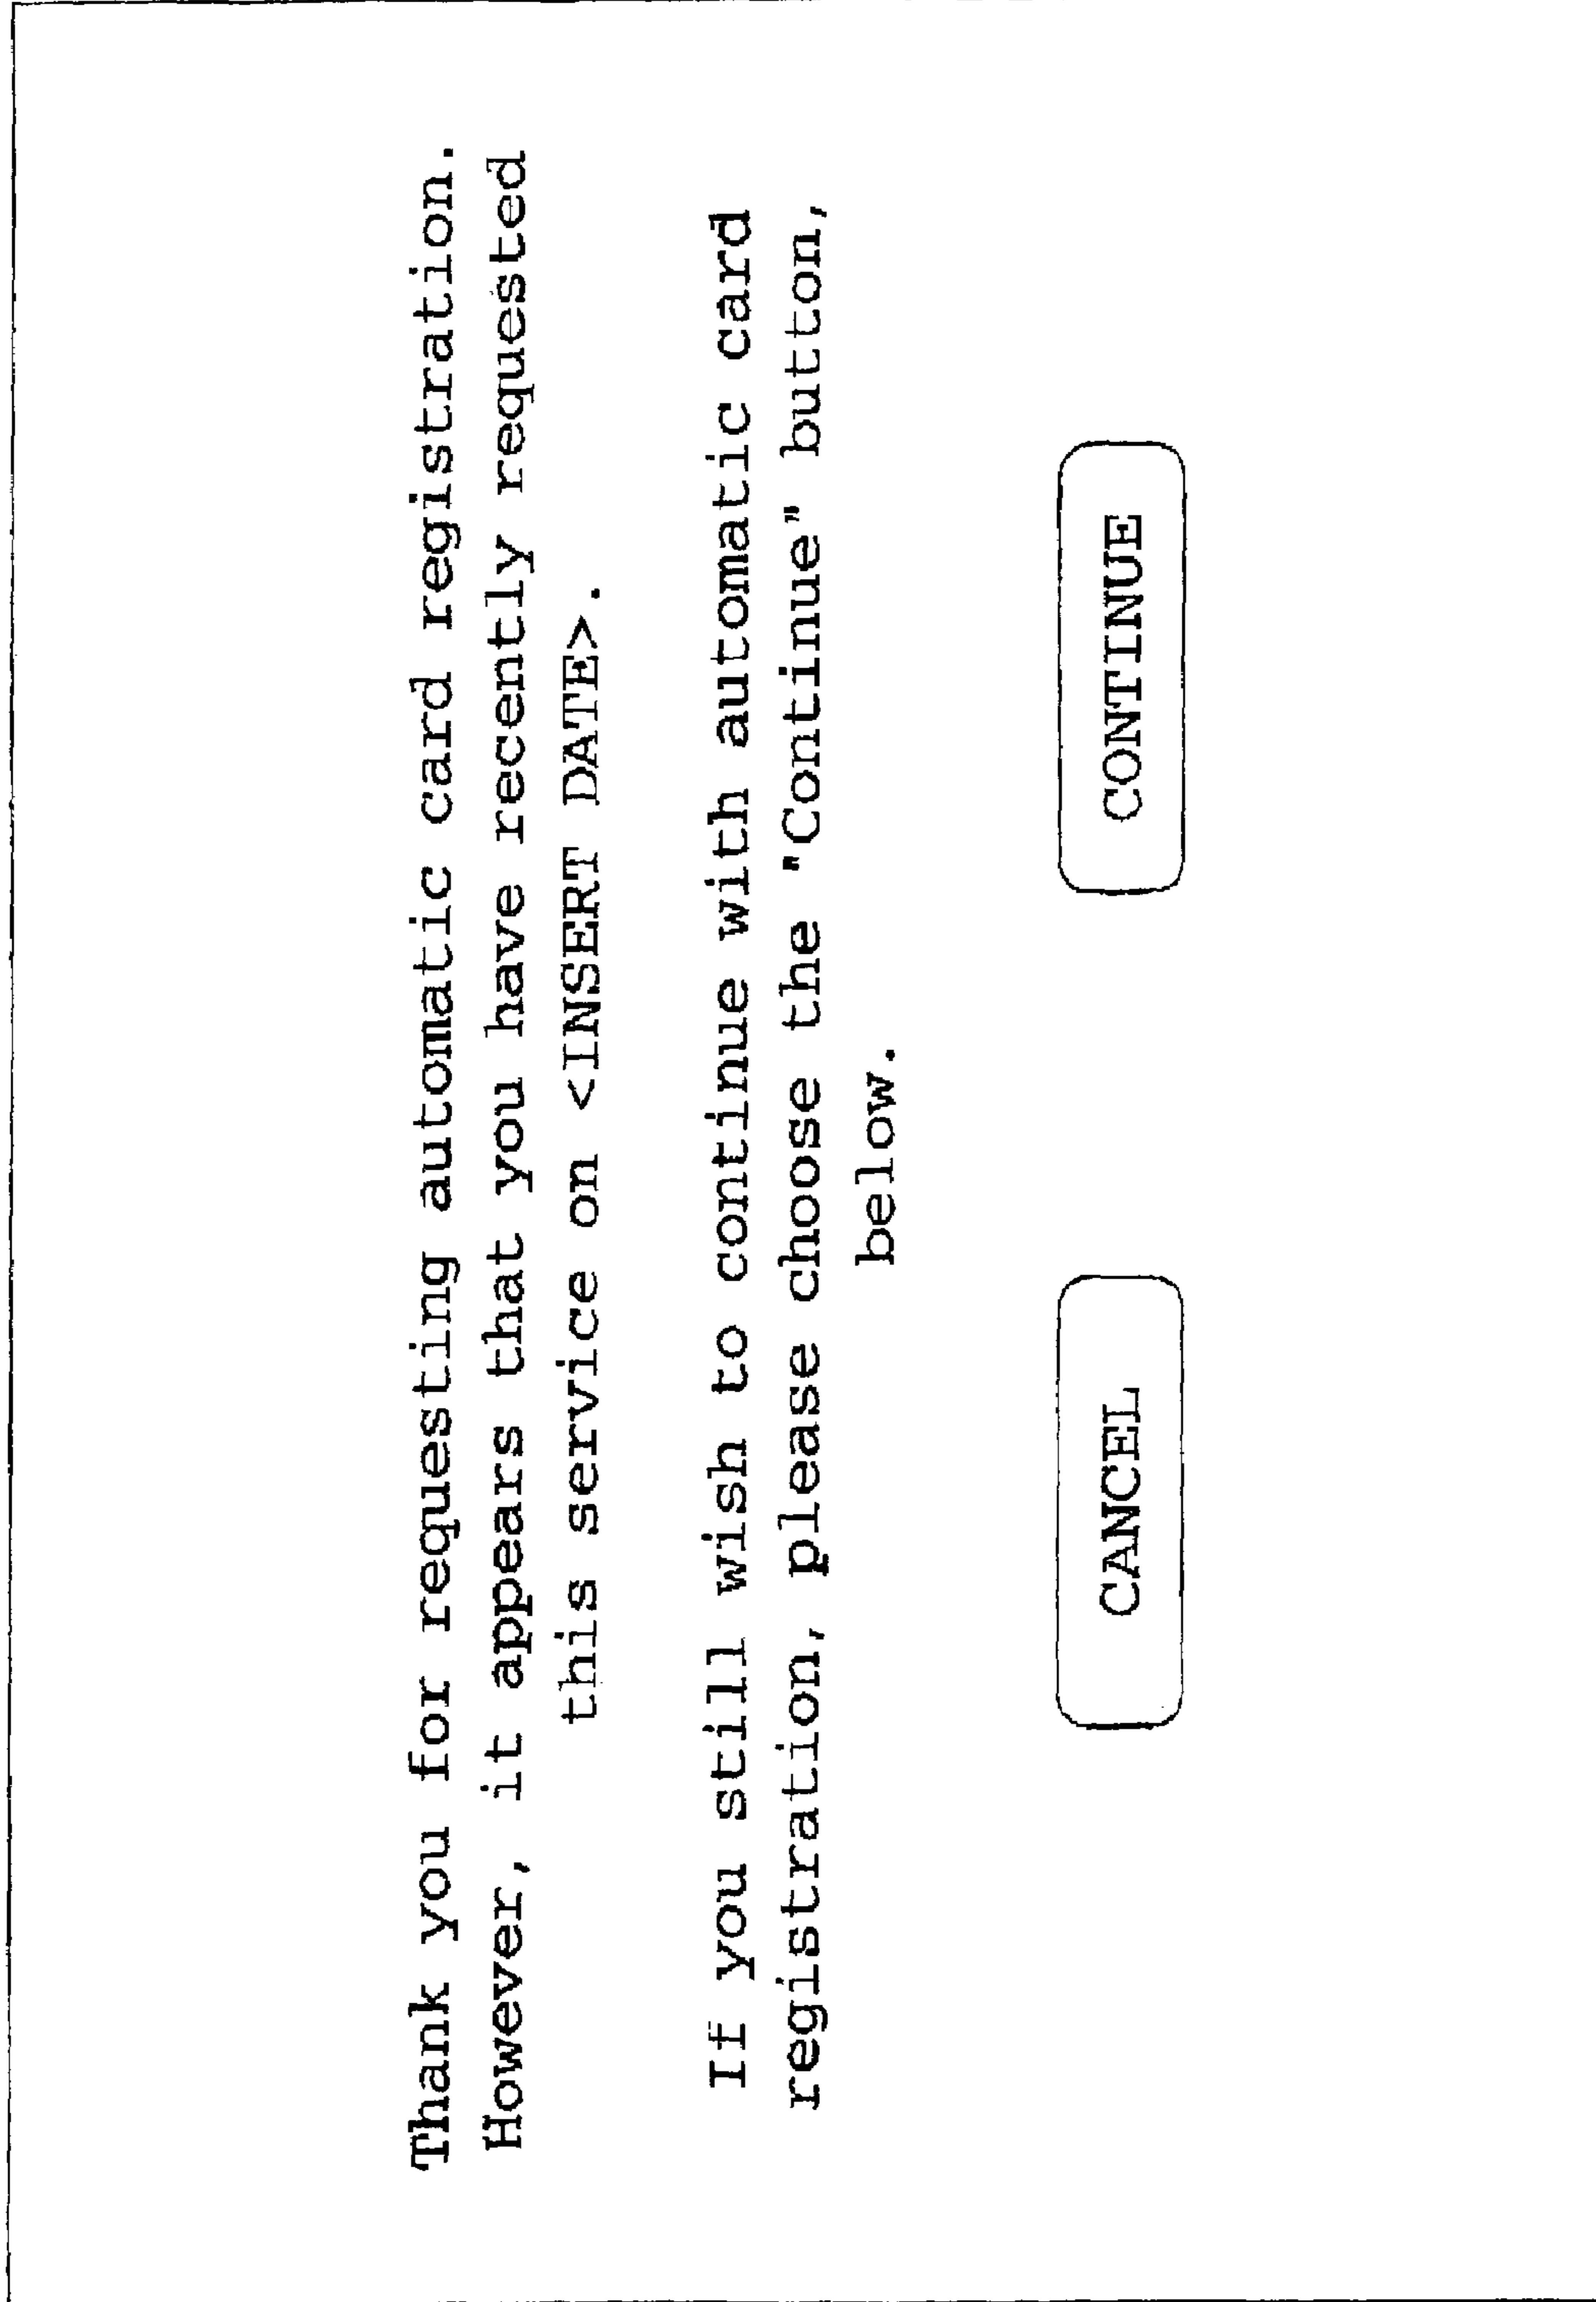 Thank you for requesting automatic card registration.
However, it appears that you have recently requested
this service on <INSERT DATE>.
If you still wish to continue with automatic card
registration, please choose the "Continue" button,
below.
CANCEL
CONTINUE